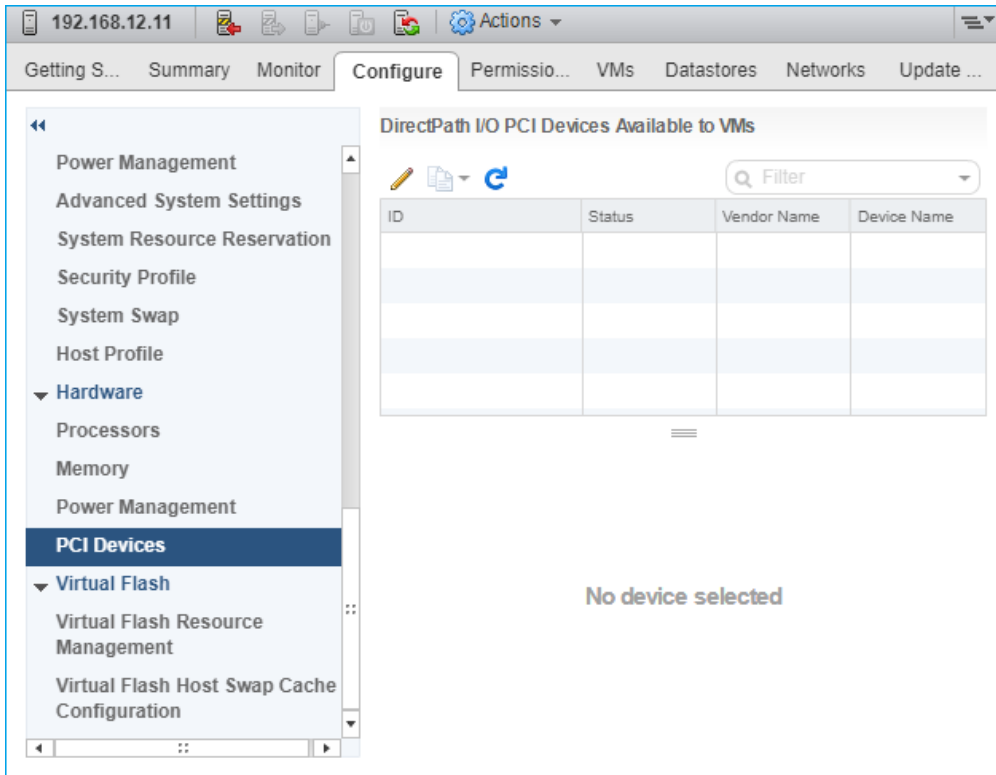 192.168.12.11 Actions
Getting S... Summary Monitor Configure Permissio... VMs Datastores Networks Update ...
Power Management
Advanced System Settings
System Resource Reservation
Security Profile
System Swap
Host Profile
Hardware
Processors
Memory
Power Management
PCI Devices
Virtual Flash
Virtual Flash Resource
Management
Virtual Flash Host Swap Cache
Configuration
DirectPath I/O PCI Devices Available to VMs
Filter
ID Status Vendor Name Device Name
No device selected